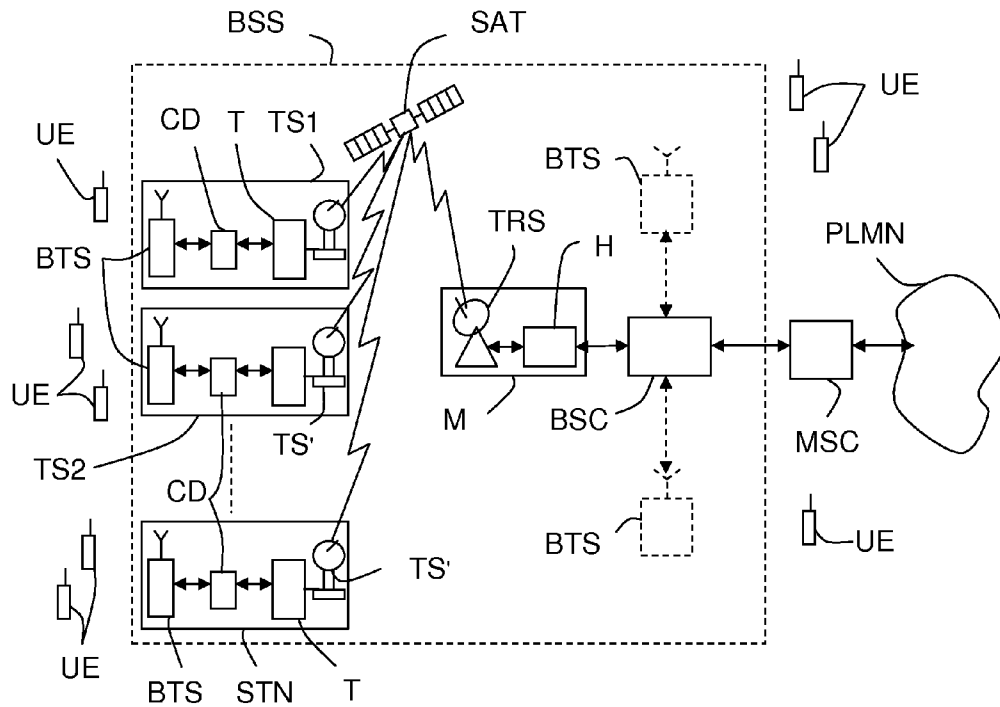 BSS
SAT
CD
T
TS1
UE
UE
BTS
BTS
TRS
H
PLMN
UE
TS2
TS'
M
BSC
MSC
CD
BTS
UE
TS'
UE
BTS
STN
T